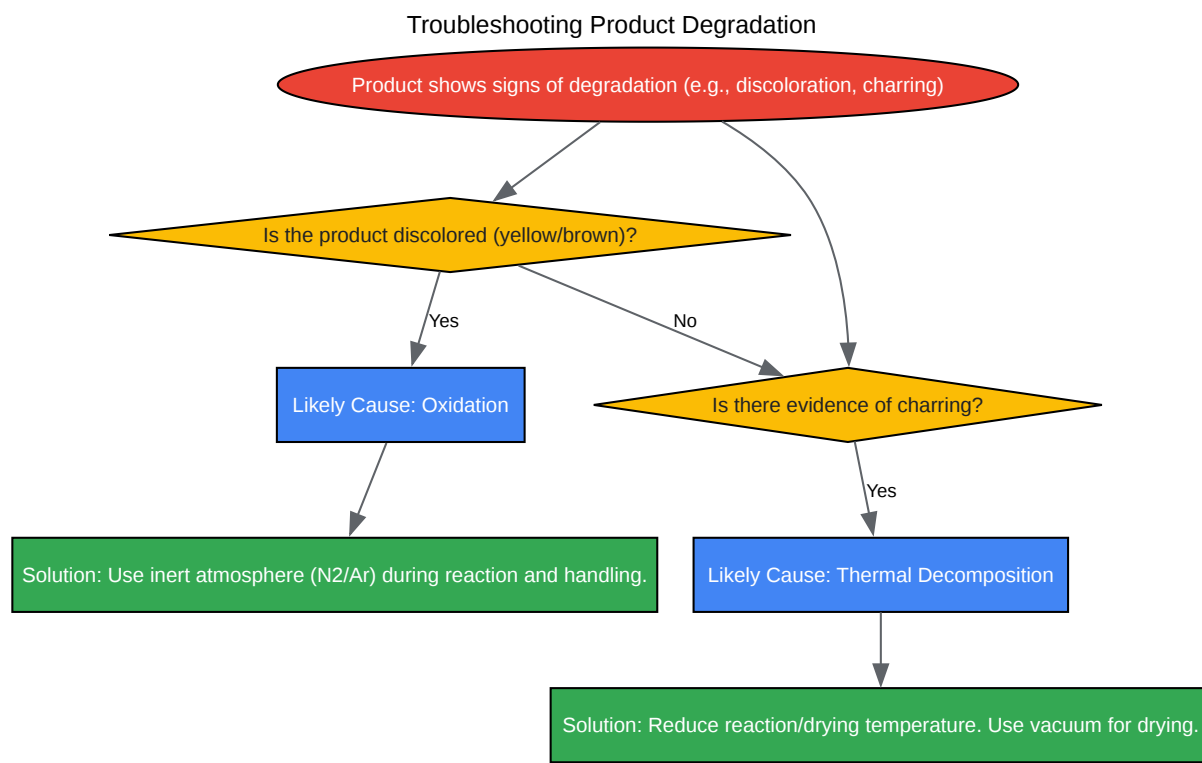 Troubleshooting Product Degradation
Product shows signs of degradation (e.g., discoloration, charring)
Is the product discolored (yellow/brown)?
Yes
No
Likely Cause: Oxidation
Is there evidence of charring?
Yes
Solution: Use inert atmosphere (N2/Ar) during reaction and handling.
Likely Cause: Thermal Decomposition
Solution: Reduce reaction/drying temperature. Use vacuum for drying.